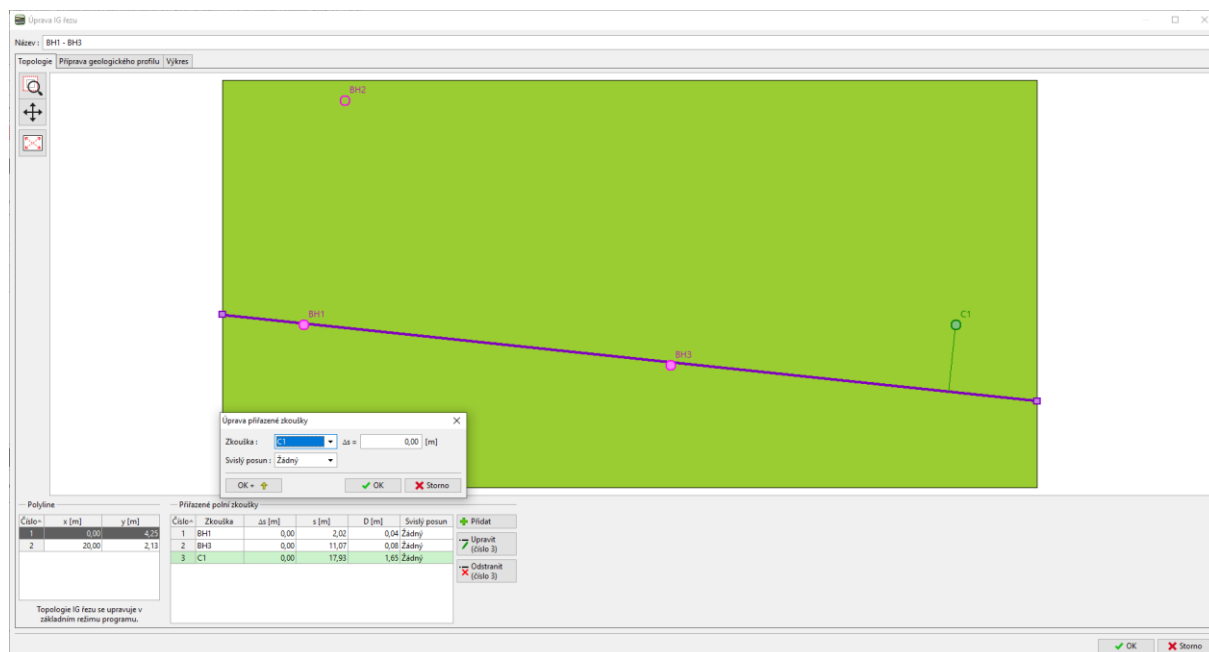 Úprava IG řezu
Název : BH1 - BH3
Topologie Příprava geologického profilu Výkres
BH2
BH1
C1
BH3
Úprava přiřazené zkoušky
Zkouška : C1 Δs = 0,00 [m]
Svislý posun : Žádný
OK + OK Storno
Polyline
Číslo x [m] y [m]
1 0,00 4,25
2 20,00 2,13
Topologie IG řezu se upravuje v
základním režimu programu.
Přiřazené polní zkoušky
Číslo Zkouška Δs [m] s [m] D [m] Svislý posun
1 BH1 0,00 2,02 0,04 Žádný
2 BH3 0,00 11,07 0,08 Žádný
3 C1 0,00 17,93 1,65 Žádný
Přidat
Upravit
(číslo 3)
Odstranit
(číslo 3)
OK Storno